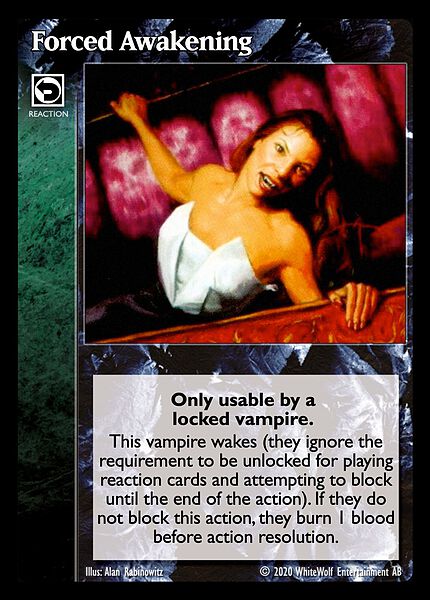 Forced Awakening
REACTION
Only usable by a
locked vampire.
This vampire wakes (they ignore the
requirement to be unlocked for playing
reaction cards and attempting to block
until the end of the action). If they do
not block this action, they burn 1 blood
before action resolution.
Illus: Alan Rabinowitz
© 2020 WhiteWolf Entertainment AB